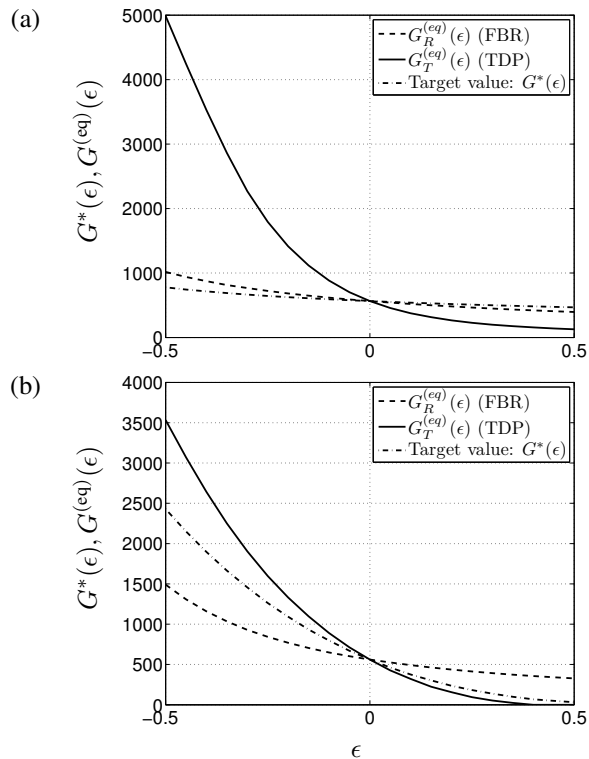 (a)
G*(ϵ), G^(eq)(ϵ)
5000
4000
3000
2000
1000
0
-0.5
0
0.5
G_R^(eq)(ϵ) (FBR)
G_T^(eq)(ϵ) (TDP)
Target value: G*(ϵ)
(b)
G*(ϵ), G^(eq)(ϵ)
4000
3500
3000
2500
2000
1500
1000
500
0
-0.5
0
0.5
G_R^(eq)(ϵ) (FBR)
G_T^(eq)(ϵ) (TDP)
Target value: G*(ϵ)
ϵ